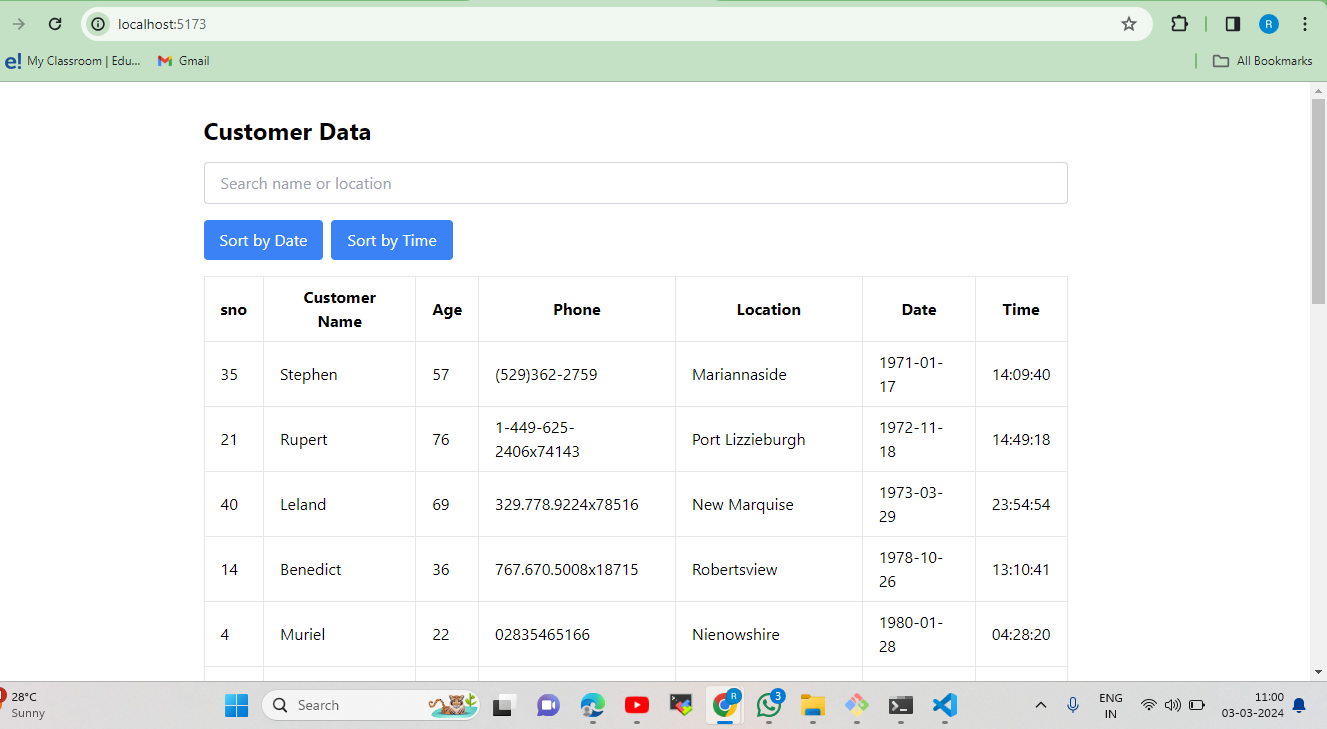 localhost:5173
R
e! My Classroom | Edu... Gmail All Bookmarks
Customer Data
Search name or location
Sort by Date Sort by Time
sno Customer Name Age Phone Location Date Time
35 Stephen 57 (529)362-2759 Mariannaside 1971-01-17 14:09:40
21 Rupert 76 1-449-625-2406x74143 Port Lizzieburgh 1972-11-18 14:49:18
40 Leland 69 329.778.9224x78516 New Marquise 1973-03-29 23:54:54
14 Benedict 36 767.670.5008x18715 Robertsview 1978-10-26 13:10:41
4 Muriel 22 02835465166 Nienowshire 1980-01-28 04:28:20
28°C
Sunny
Search
R
3
ENG
IN
11:00
03-03-2024